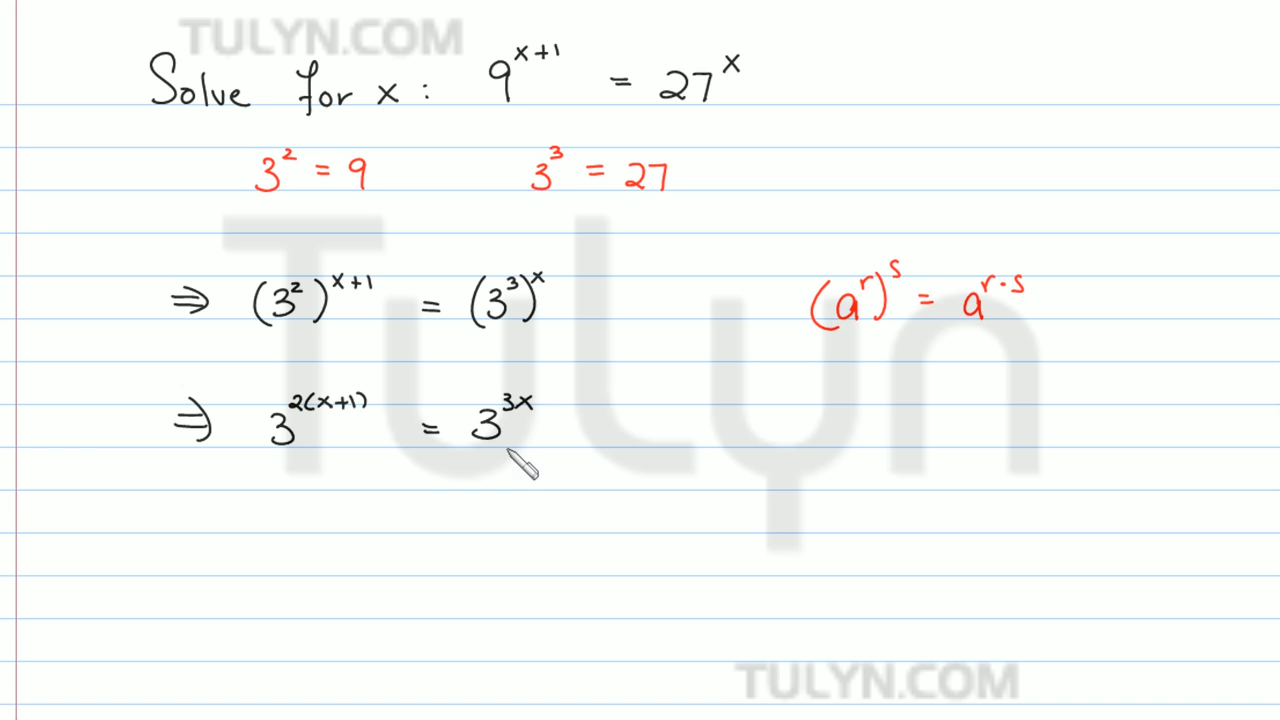 TULYN.COM
Solve for x : 9^{x+1} = 27^x
3^2 = 9 3^3 = 27
Tulyn
⇒ (3^2)^{x+1} = (3^3)^x (a^r)^s = a^{r·s}
⇒ 3^{2(x+1)} = 3^{3x}
TULYN.COM